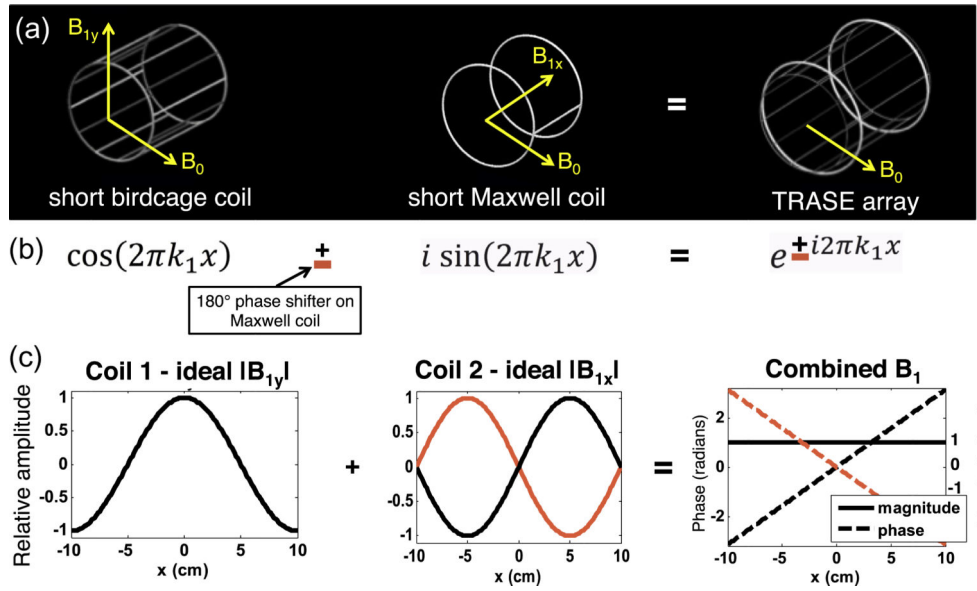 (a)
B1y
B0
short birdcage coil
B1x
B0
short Maxwell coil
=
B0
TRASE array
(b)
cos(2πk1x) ± i sin(2πk1x) = e^±i2πk1x
180° phase shifter on
Maxwell coil
(c)
Coil 1 - ideal |B1y|
Relative amplitude
1
0.5
0
-0.5
-1
-10 -5 0 5 10
x (cm)
+
Coil 2 - ideal |B1x|
1
0.5
0
-0.5
-1
-10 -5 0 5 10
x (cm)
=
Combined B1
Phase (radians)
2
0
-2
1
0
-1
magnitude
phase
-10 -5 0 5 10
x (cm)